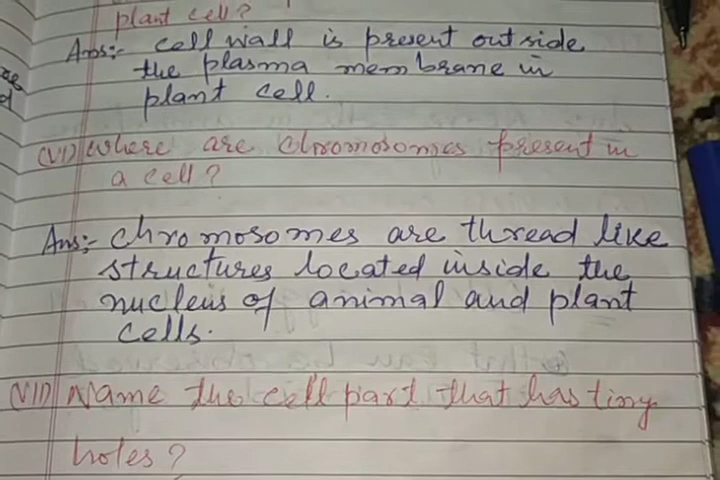 plant cell?
Ans:- cell wall is present outside
the plasma membrane in
plant cell.
(VI) Where are chromosomes present in
a cell?
Ans:- Chromosomes are thread like
structures located inside the
nucleus of animal and plant
cells.
(VII) Name the cell part that has tiny
holes?